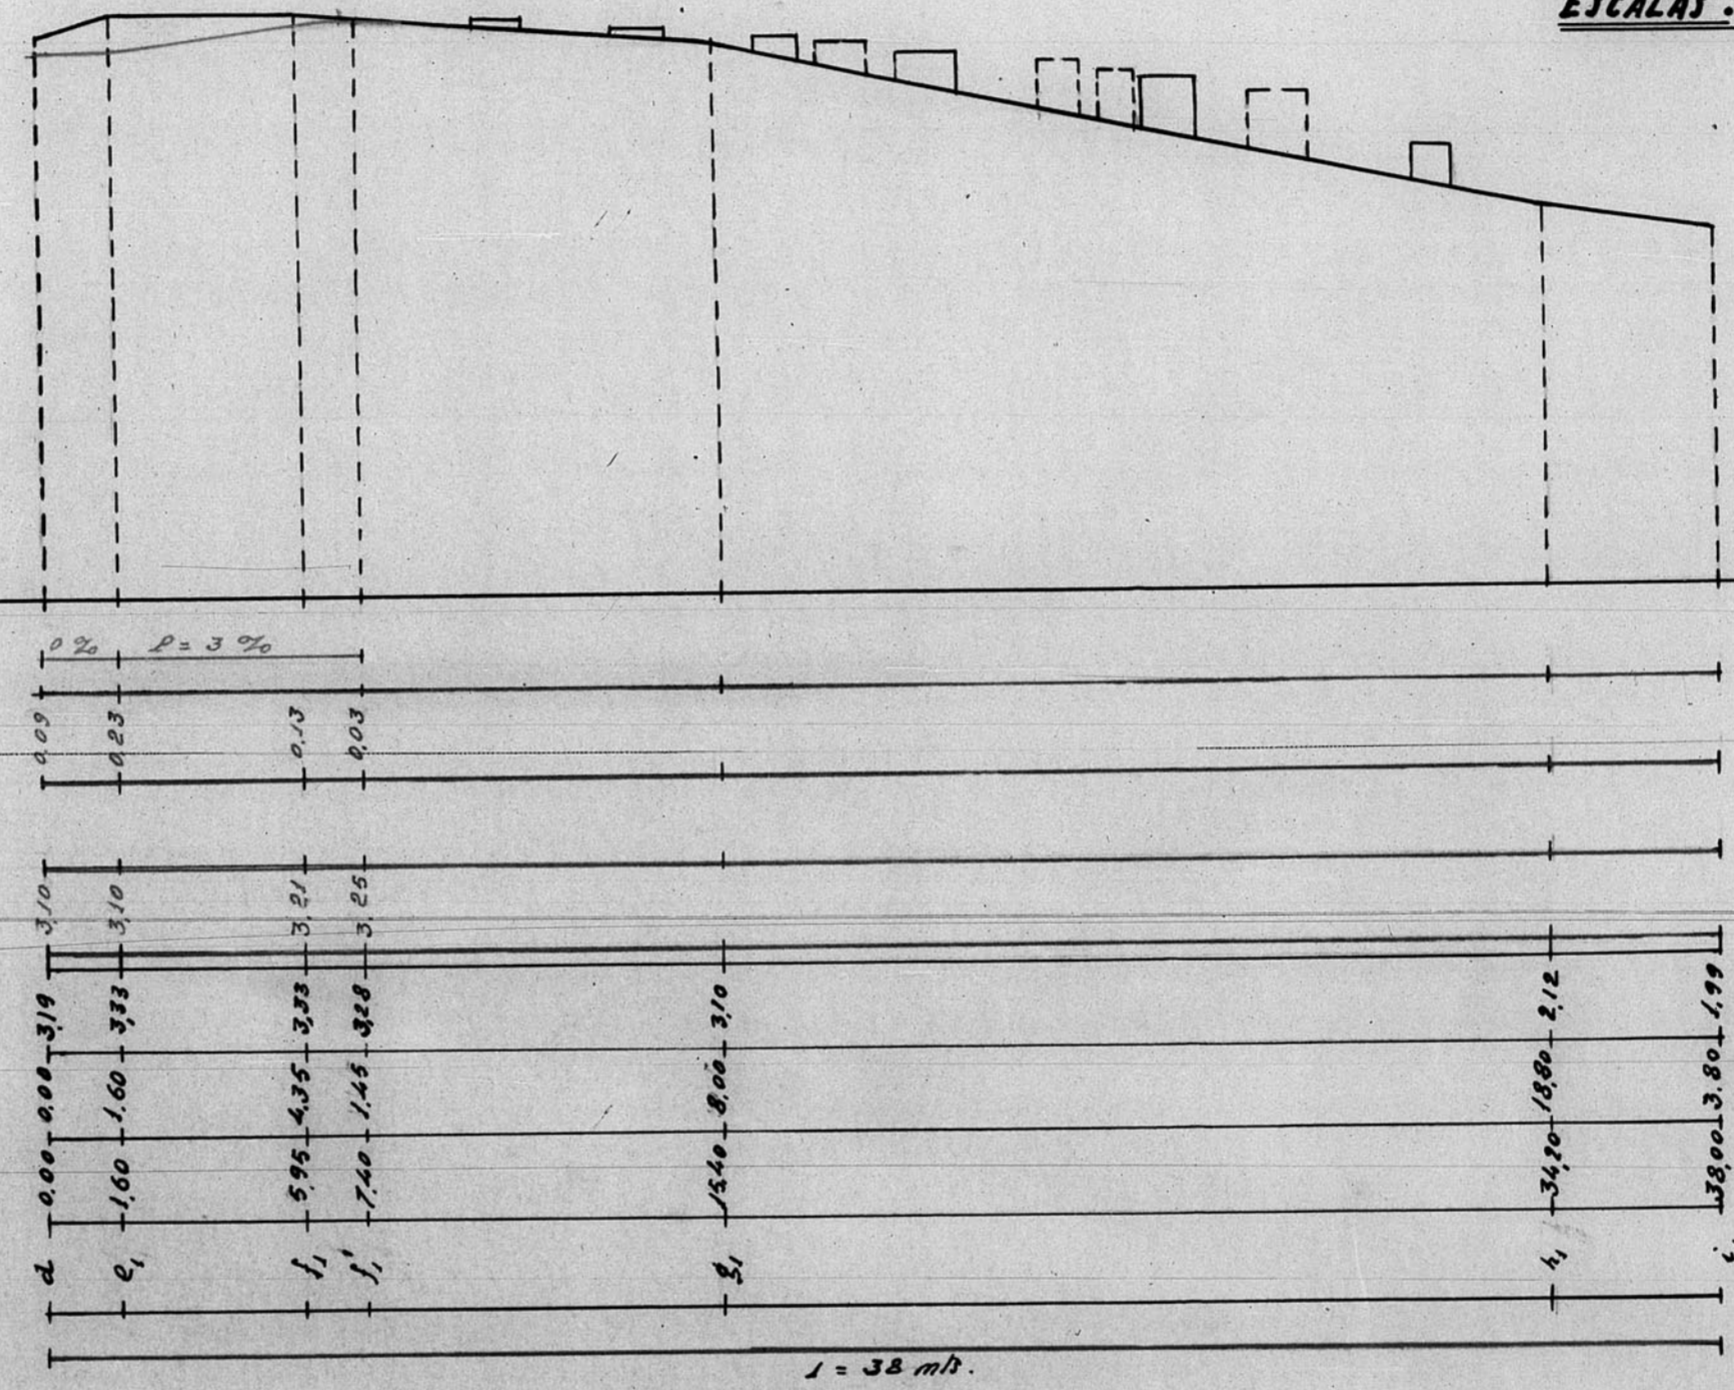 ESCALAS.
0% P = 3 %
0.09 0.23 0.13 0.03
3,10 3,10 3,21 3,25
3,19 3,33 3,33 3,28 3,10 2,12 1,99
0.00 1.60 4.35 1.45 8.00 18,80 3.80
0.00 1,60 5,95 7,40 15,40 34,20 38,00
d e₁ f₁ f₁' g₁ h₁ i
1 = 38 mts.